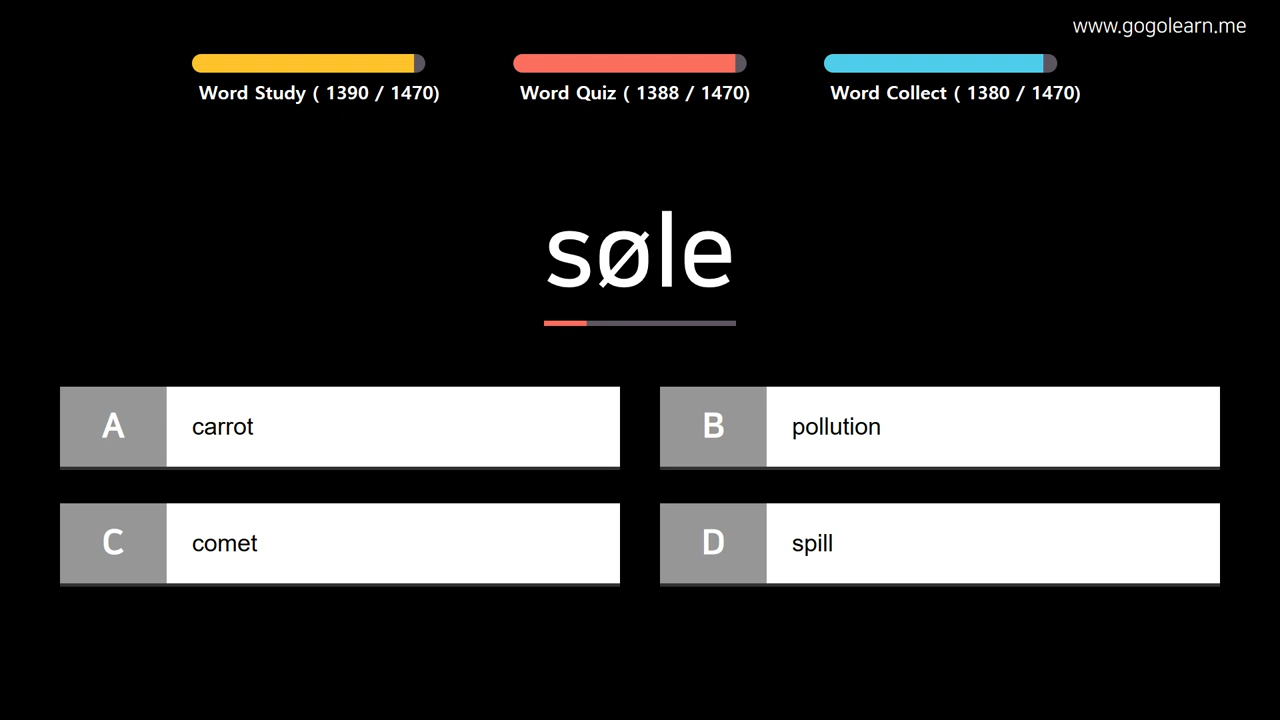 www.gogolearn.me
Word Study ( 1390 / 1470)
Word Quiz ( 1388 / 1470)
Word Collect ( 1380 / 1470)
søle
A carrot
B pollution
C comet
D spill